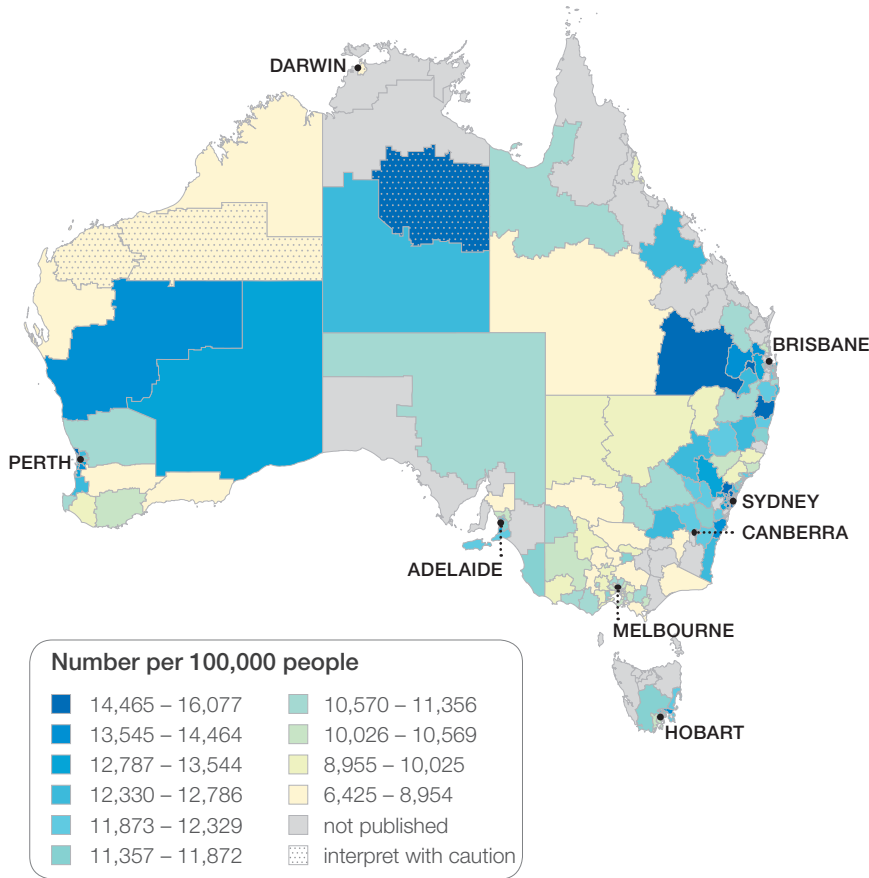 DARWIN
BRISBANE
PERTH
SYDNEY
CANBERRA
ADELAIDE
MELBOURNE
HOBART
Number per 100,000 people
14,465 – 16,077
13,545 – 14,464
12,787 – 13,544
12,330 – 12,786
11,873 – 12,329
11,357 – 11,872
10,570 – 11,356
10,026 – 10,569
8,955 – 10,025
6,425 – 8,954
not published
interpret with caution